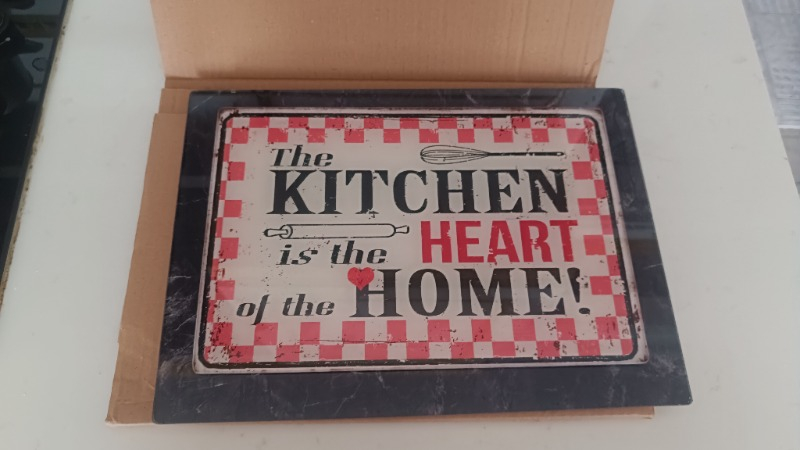 The
KITCHEN
is the HEART
of the HOME!